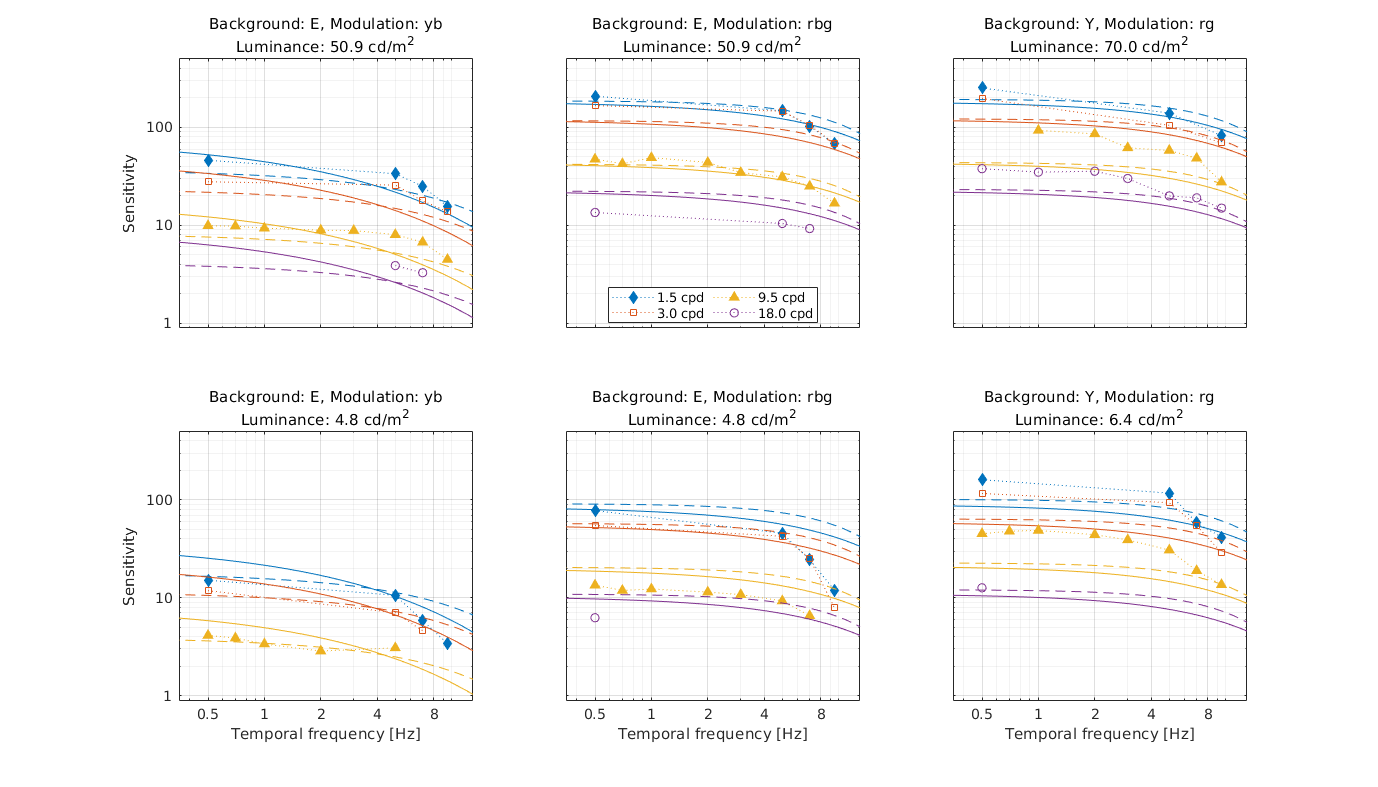 Background: E, Modulation: yb
Luminance: 50.9 cd/m²
Background: E, Modulation: rbg
Luminance: 50.9 cd/m²
Background: Y, Modulation: rg
Luminance: 70.0 cd/m²
Sensitivity
100
10
1
1.5 cpd
9.5 cpd
3.0 cpd
18.0 cpd
Background: E, Modulation: yb
Luminance: 4.8 cd/m²
Background: E, Modulation: rbg
Luminance: 4.8 cd/m²
Background: Y, Modulation: rg
Luminance: 6.4 cd/m²
Sensitivity
100
10
1
0.5 1 2 4 8
0.5 1 2 4 8
0.5 1 2 4 8
Temporal frequency [Hz]
Temporal frequency [Hz]
Temporal frequency [Hz]